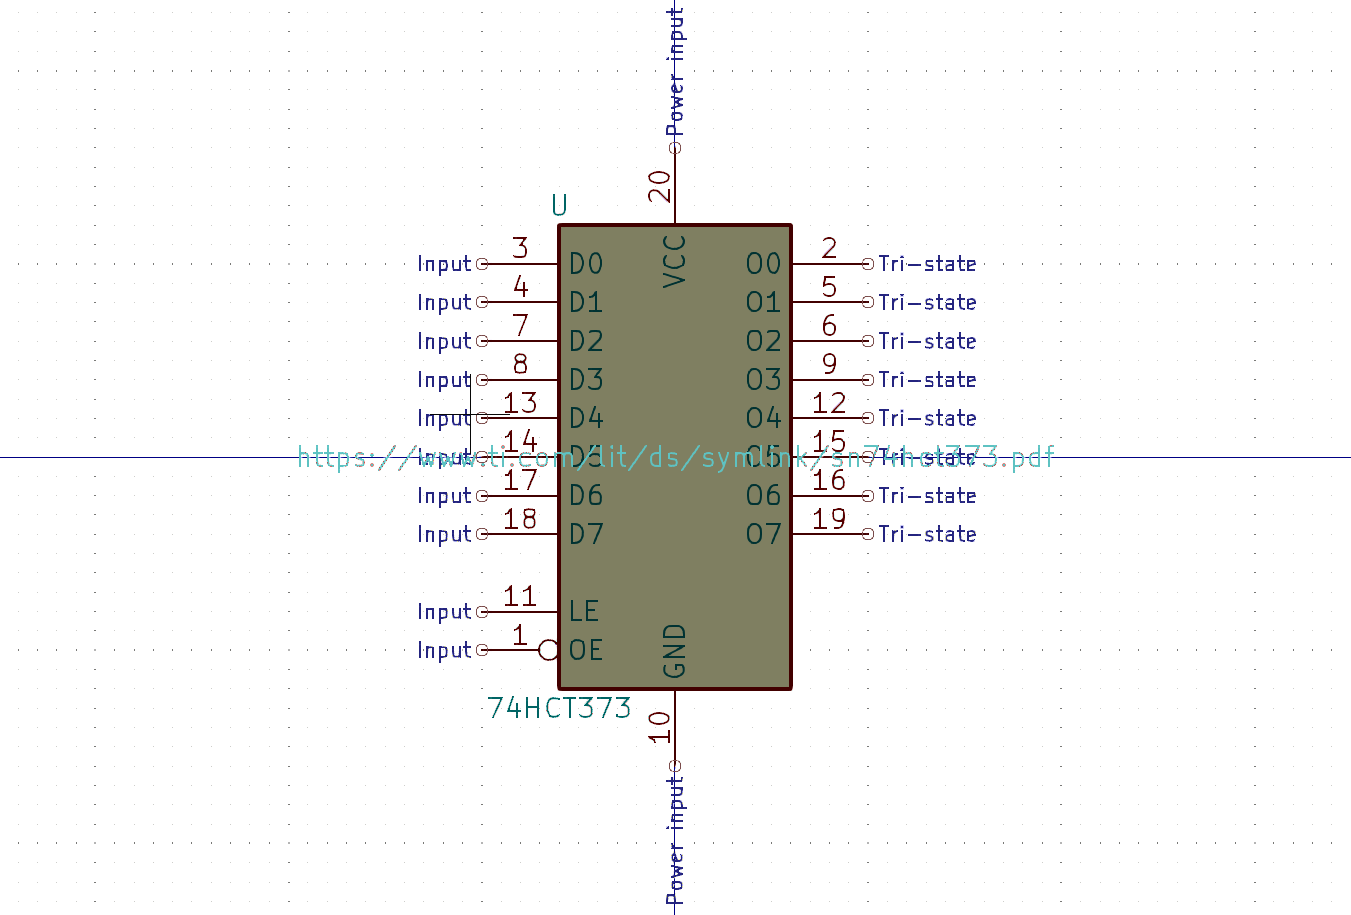 Power input
20
U
VCC
Input 3 D0 O0 2 Tri-state
Input 4 D1 O1 5 Tri-state
Input 7 D2 O2 6 Tri-state
Input 8 D3 O3 9 Tri-state
Input 13 D4 O4 12 Tri-state
Input 14 D5 O5 15 Tri-state
https://www.ti.com/lit/ds/symlink/sn74hct373.pdf
Input 17 D6 O6 16 Tri-state
Input 18 D7 O7 19 Tri-state
Input 11 LE
Input 1 OE
GND
74HCT373
10
Power input